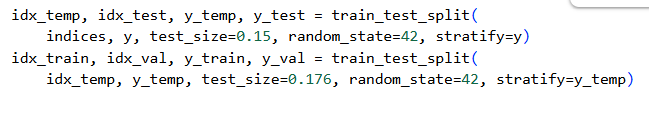 idx_temp, idx_test, y_temp, y_test = train_test_split(
    indices, y, test_size=0.15, random_state=42, stratify=y)
idx_train, idx_val, y_train, y_val = train_test_split(
    idx_temp, y_temp, test_size=0.176, random_state=42, stratify=y_temp)